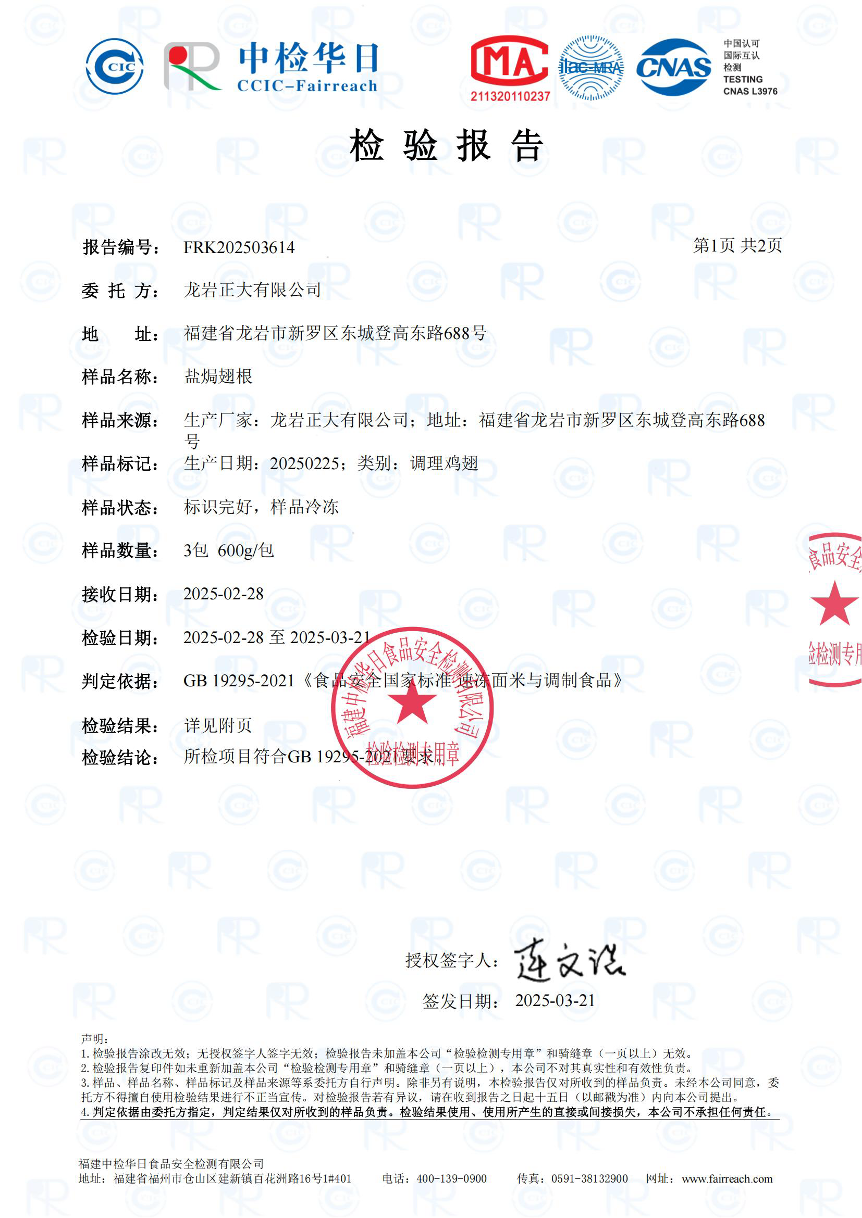 CCIC
中检华日
CCIC-Fairreach
MA
211320110237
ilac-MRA
CNAS
中国认可
国际互认
检测
TESTING
CNAS L3976
检验报告
报告编号： FRK202503614 第1页 共2页
委托方： 龙岩正大有限公司
地址： 福建省龙岩市新罗区东城登高东路688号
样品名称： 盐焗翅根
样品来源： 生产厂家：龙岩正大有限公司；地址：福建省龙岩市新罗区东城登高东路688
号
样品标记： 生产日期：20250225；类别：调理鸡翅
样品状态： 标识完好，样品冷冻
样品数量： 3包 600g/包
接收日期： 2025-02-28
检验日期： 2025-02-28 至 2025-03-21
判定依据： GB 19295-2021《食品安全国家标准 速冻面米与调制食品》
检验结果： 详见附页
检验结论： 所检项目符合GB 19295-2021要求。
福建中检华日食品安全检测有限公司
检验检测专用章
食品安全
检验检测专用
授权签字人： 连文浩
签发日期： 2025-03-21
声明：
1.检验报告涂改无效；无授权签字人签字无效；检验报告未加盖本公司“检验检测专用章”和骑缝章（一页以上）无效。
2.检验报告复印件如未重新加盖本公司“检验检测专用章”和骑缝章（一页以上），本公司不对其真实性和有效性负责。
3.样品、样品名称、样品标记及样品来源等系委托方自行声明。除非另有说明，本检验报告仅对所收到的样品负责。未经本公司同意，委
托方不得擅自使用检验结果进行不正当宣传。对检验报告若有异议，请在收到报告之日起十五日（以邮戳为准）内向本公司提出。
4.判定依据由委托方指定，判定结果仅对所收到的样品负责。检验结果使用、使用所产生的直接或间接损失，本公司不承担任何责任。
福建中检华日食品安全检测有限公司
地址：福建省福州市仓山区建新镇百花洲路16号1#401 电话：400-139-0900 传真：0591-38132900 网址：www.fairreach.com